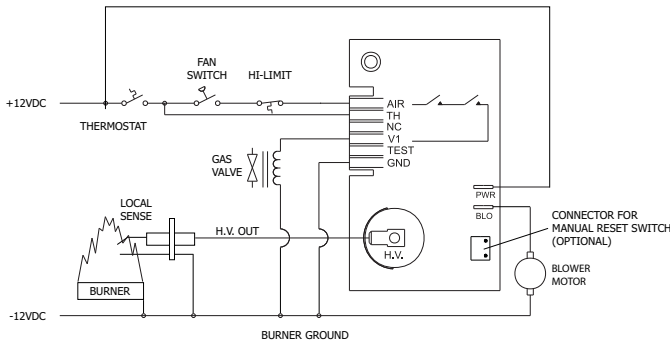 FAN
SWITCH
HI-LIMIT
+12VDC
THERMOSTAT
AIR
TH
NC
V1
TEST
GND
GAS
VALVE
PWR
BLO
LOCAL
SENSE
H.V. OUT
H.V.
CONNECTOR FOR
MANUAL RESET SWITCH
(OPTIONAL)
BLOWER
MOTOR
BURNER
-12VDC
BURNER GROUND